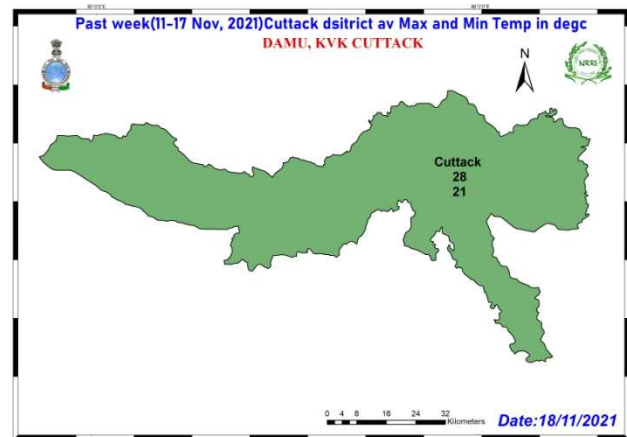 Past week(11-17 Nov, 2021)Cuttack dsitrict av Max and Min Temp in degc
DAMU, KVK CUTTACK
N
NRRI
Cuttack
28
21
0 4 8 16 24 32
Kilometers
Date:18/11/2021